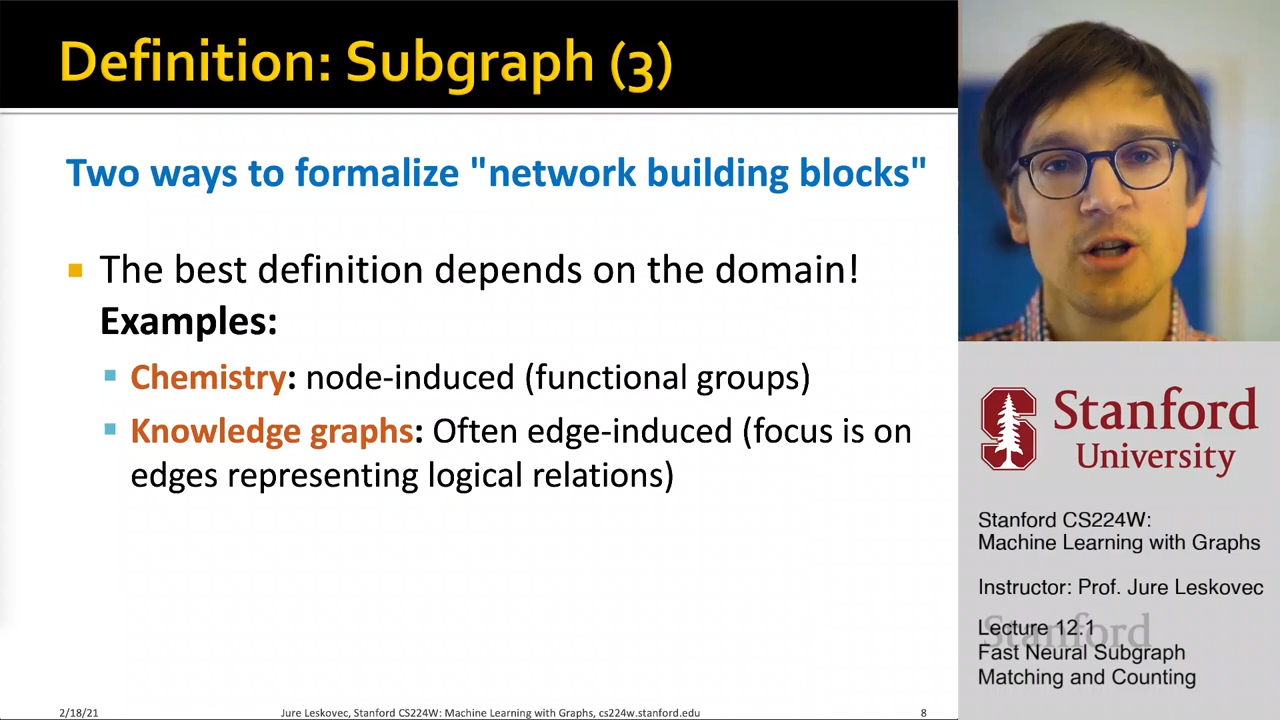 Definition: Subgraph (3)
Two ways to formalize "network building blocks"
The best definition depends on the domain!
Examples:
Chemistry: node-induced (functional groups)
Knowledge graphs: Often edge-induced (focus is on
edges representing logical relations)
2/18/21
Jure Leskovec, Stanford CS224W: Machine Learning with Graphs, cs224w.stanford.edu
8
Stanford
University
Stanford CS224W:
Machine Learning with Graphs
Instructor: Prof. Jure Leskovec
Stanford
Lecture 12.1
Fast Neural Subgraph
Matching and Counting